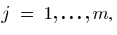 j = 1,...,m,